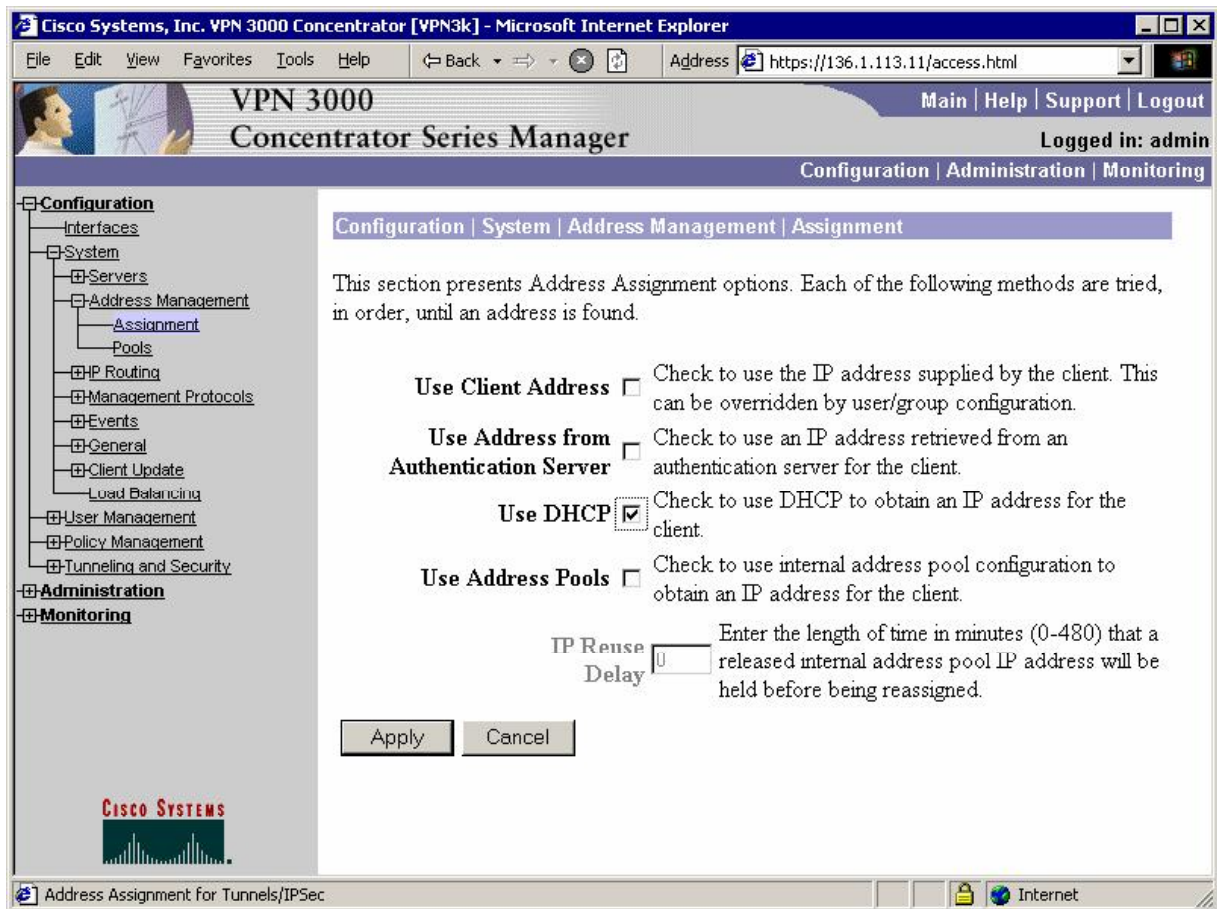 Cisco Systems, Inc. VPN 3000 Concentrator [VPN3k] - Microsoft Internet Explorer
File Edit View Favorites Tools Help Back Address https://136.1.113.11/access.html
VPN 3000
Concentrator Series Manager
Main | Help | Support | Logout
Logged in: admin
Configuration | Administration | Monitoring
Configuration
Interfaces
System
Servers
Address Management
Assignment
Pools
IP Routing
Management Protocols
Events
General
Client Update
Load Balancing
User Management
Policy Management
Tunneling and Security
Administration
Monitoring
CISCO SYSTEMS
Configuration | System | Address Management | Assignment
This section presents Address Assignment options. Each of the following methods are tried,
in order, until an address is found.
Use Client Address
Check to use the IP address supplied by the client. This
can be overridden by user/group configuration.
Use Address from
Authentication Server
Check to use an IP address retrieved from an
authentication server for the client.
Use DHCP
Check to use DHCP to obtain an IP address for the
client.
Use Address Pools
Check to use internal address pool configuration to
obtain an IP address for the client.
IP Reuse
Delay
0
Enter the length of time in minutes (0-480) that a
released internal address pool IP address will be
held before being reassigned.
Apply Cancel
Address Assignment for Tunnels/IPSec
Internet